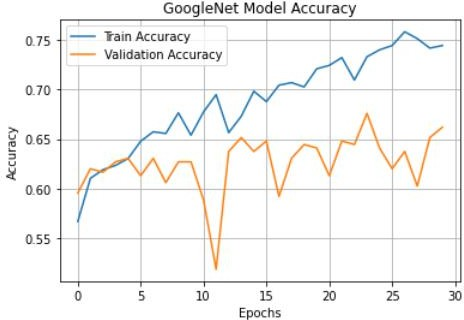 GoogleNet Model Accuracy
Train Accuracy
Validation Accuracy
Accuracy
0.75
0.70
0.65
0.60
0.55
0 5 10 15 20 25 30
Epochs